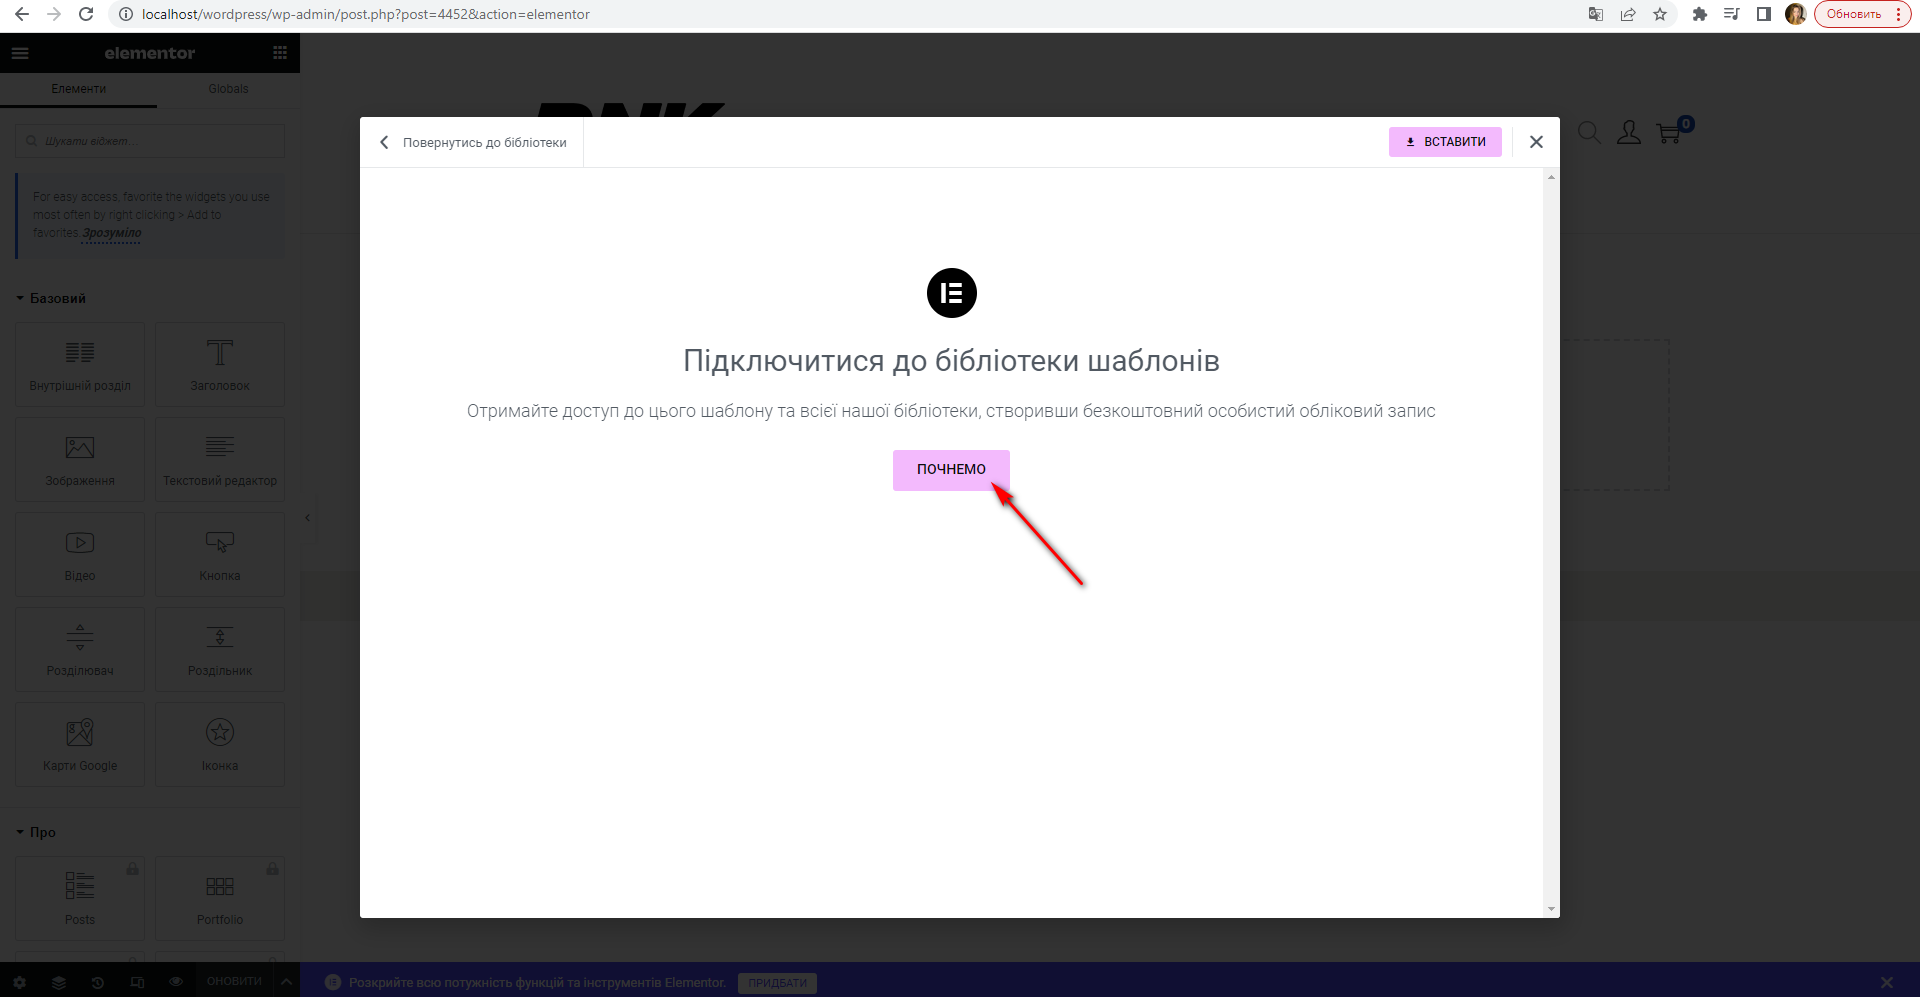 localhost/wordpress/wp-admin/post.php?post=4452&action=elementor
Обновить
elementor
Елементи
Globals
Шукати віджет...
For easy access, favorite the widgets you use
most often by right clicking > Add to
favorites. Зрозуміло
Базовий
Внутрішній розділ
Заголовок
Зображення
Текстовий редактор
Відео
Кнопка
Розділювач
Роздільник
Карти Google
Іконка
Про
Posts
Portfolio
ОНОВИТИ
0
Повернутись до бібліотеки
ВСТАВИТИ
Підключитися до бібліотеки шаблонів
Отримайте доступ до цього шаблону та всієї нашої бібліотеки, створивши безкоштовний особистий обліковий запис
ПОЧНЕМО
Розкрийте всю потужність функцій та інструментів Elementor.
ПРИДБАТИ